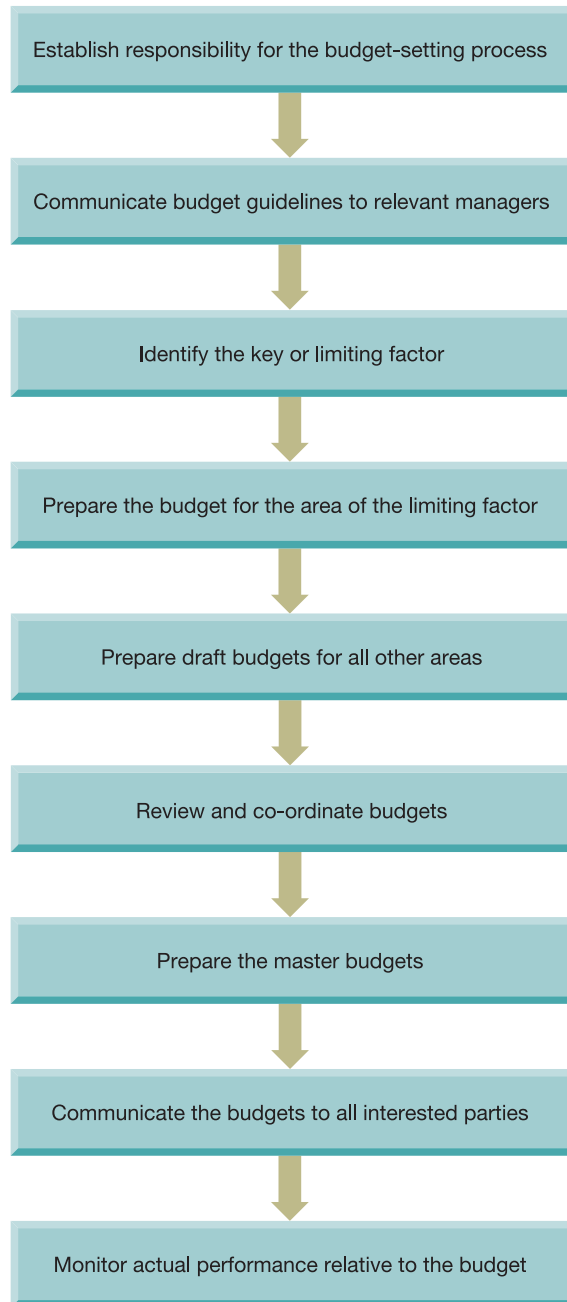 Establish responsibility for the budget-setting process
Communicate budget guidelines to relevant managers
Identify the key or limiting factor
Prepare the budget for the area of the limiting factor
Prepare draft budgets for all other areas
Review and co-ordinate budgets
Prepare the master budgets
Communicate the budgets to all interested parties
Monitor actual performance relative to the budget